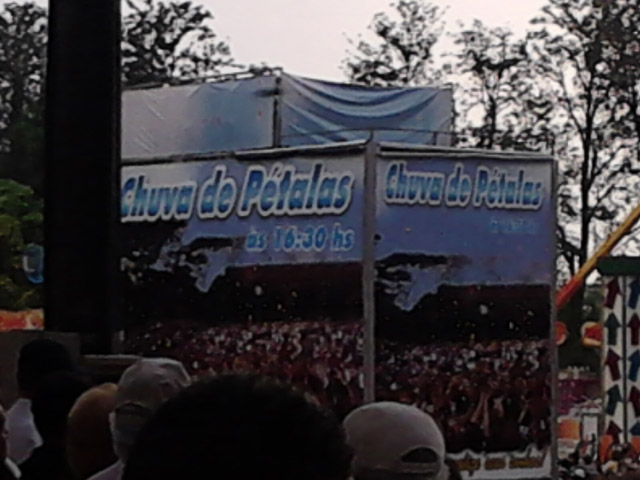 Chuva de Pétalas
às 16:30 hs
Chuva de Pétalas